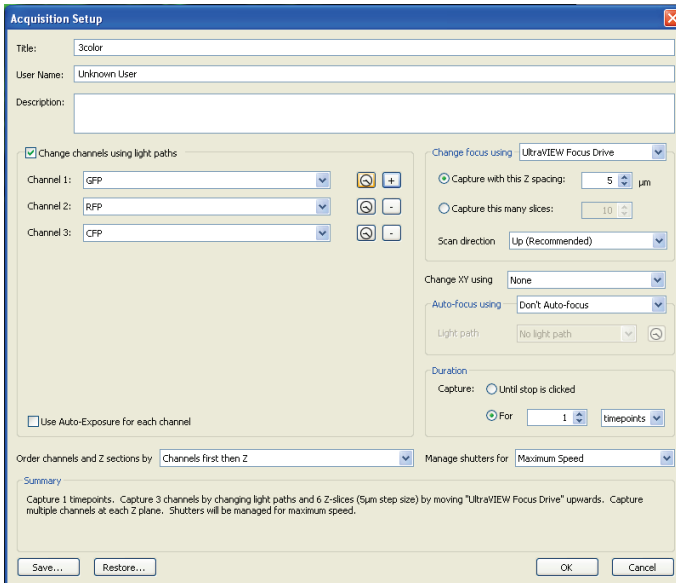 Acquisition Setup
Title: 3color
User Name: Unknown User
Description:
Change channels using light paths
Channel 1: GFP +
Channel 2: RFP -
Channel 3: CFP -
Use Auto-Exposure for each channel
Change focus using UltraVIEW Focus Drive
Capture with this Z spacing: 5 µm
Capture this many slices: 10
Scan direction Up (Recommended)
Change XY using None
Auto-focus using Don't Auto-focus
Light path No light path
Duration
Capture: Until stop is clicked
For 1 timepoints
Order channels and Z sections by Channels first then Z
Manage shutters for Maximum Speed
Summary
Capture 1 timepoints. Capture 3 channels by changing light paths and 6 Z-slices (5µm step size) by moving "UltraVIEW Focus Drive" upwards. Capture
multiple channels at each Z plane. Shutters will be managed for maximum speed.
Save... Restore... OK Cancel